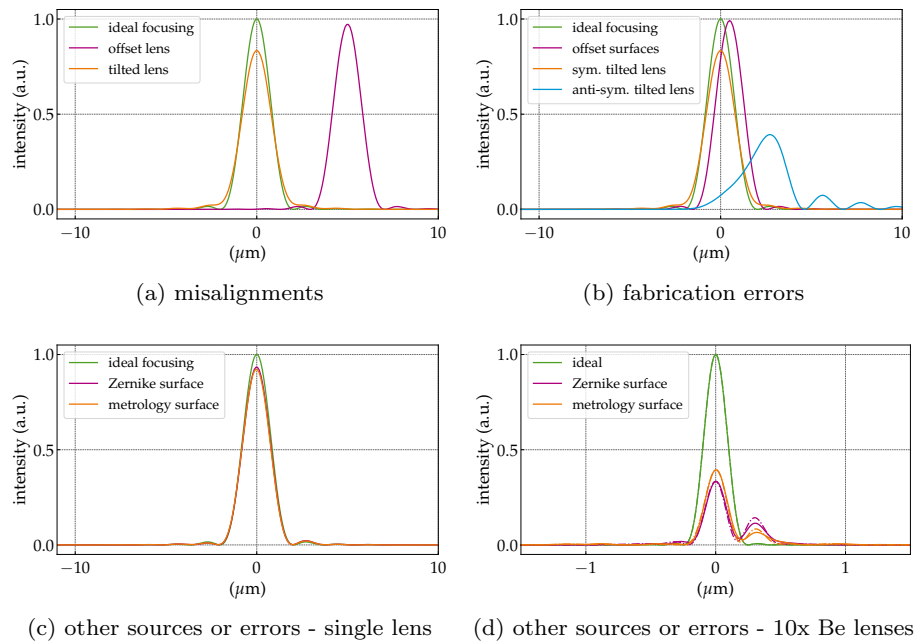 ideal focusing
offset lens
tilted lens
intensity (a.u.)
1.0
0.5
0.0
−10
0
10
(μm)
(a) misalignments
ideal focusing
offset surfaces
sym. tilted lens
anti-sym. tilted lens
intensity (a.u.)
1.0
0.5
0.0
−10
0
10
(μm)
(b) fabrication errors
ideal focusing
Zernike surface
metrology surface
intensity (a.u.)
1.0
0.5
0.0
−10
0
10
(μm)
(c) other sources or errors - single lens
ideal
Zernike surface
metrology surface
intensity (a.u.)
1.0
0.5
0.0
−1
0
1
(μm)
(d) other sources or errors - 10x Be lenses